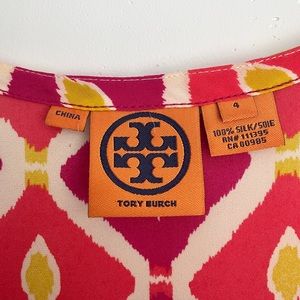 CHINA
TORY BURCH
4
100% SILK/SOIE
RN# 111395
CA 00985